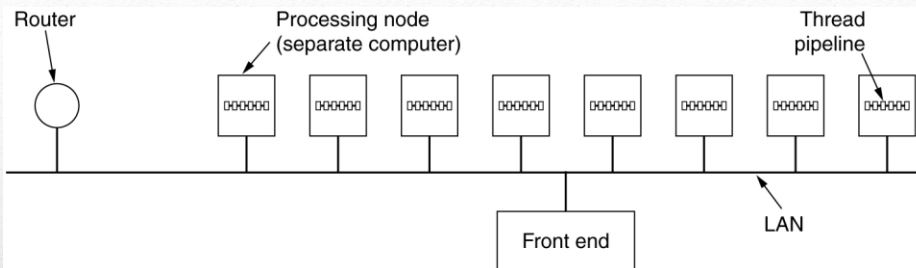 Router
Processing node
(separate computer)
Thread
pipeline
LAN
Front end